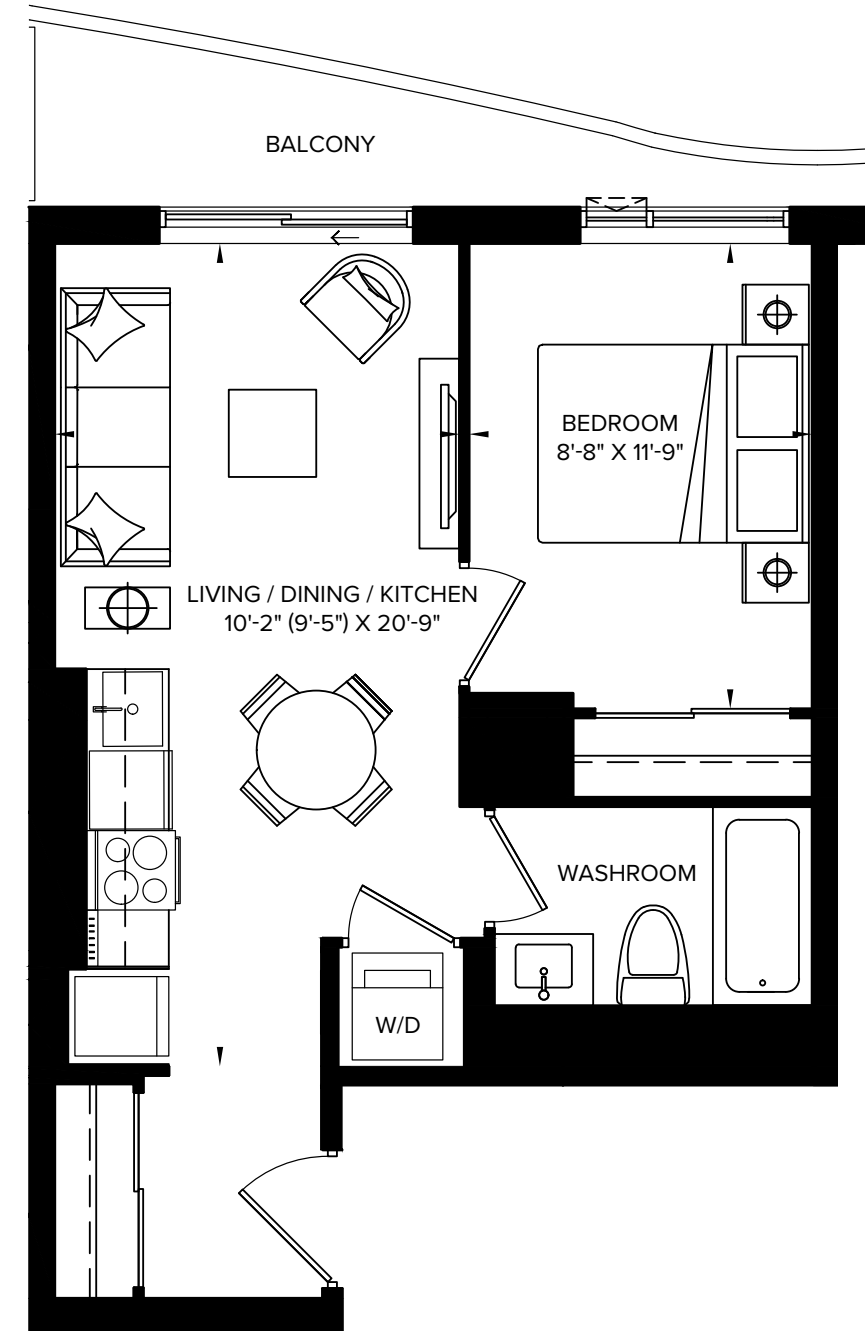 BALCONY
BEDROOM
8'-8" X 11'-9"
LIVING / DINING / KITCHEN
10'-2" (9'-5") X 20'-9"
WASHROOM
W/D